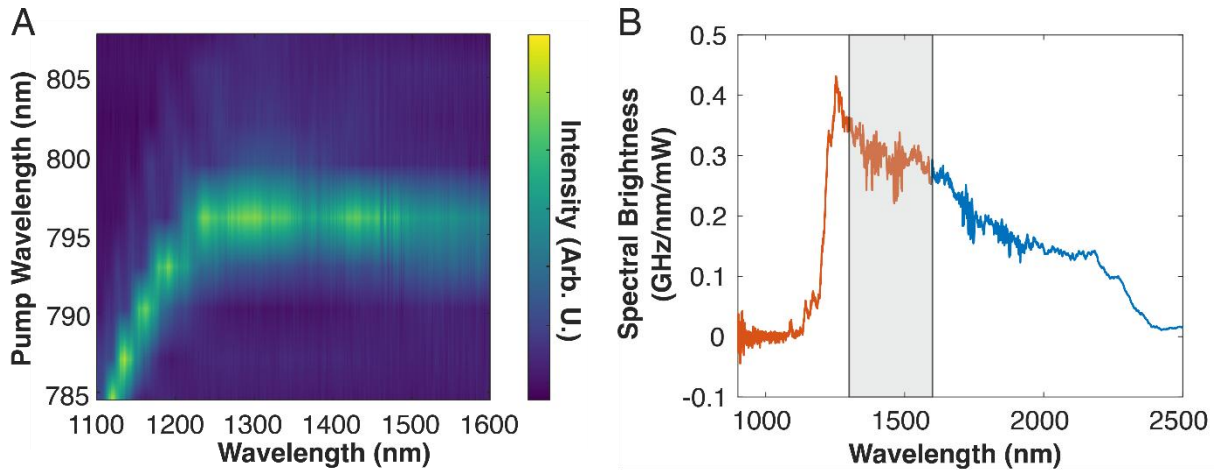 A
Pump Wavelength (nm)
805
800
795
790
785
1100 1200 1300 1400 1500 1600
Wavelength (nm)
Intensity (Arb. U.)
B
Spectral Brightness
(GHz/nm/mW)
0.5
0.4
0.3
0.2
0.1
0
-0.1
1000 1500 2000 2500
Wavelength (nm)